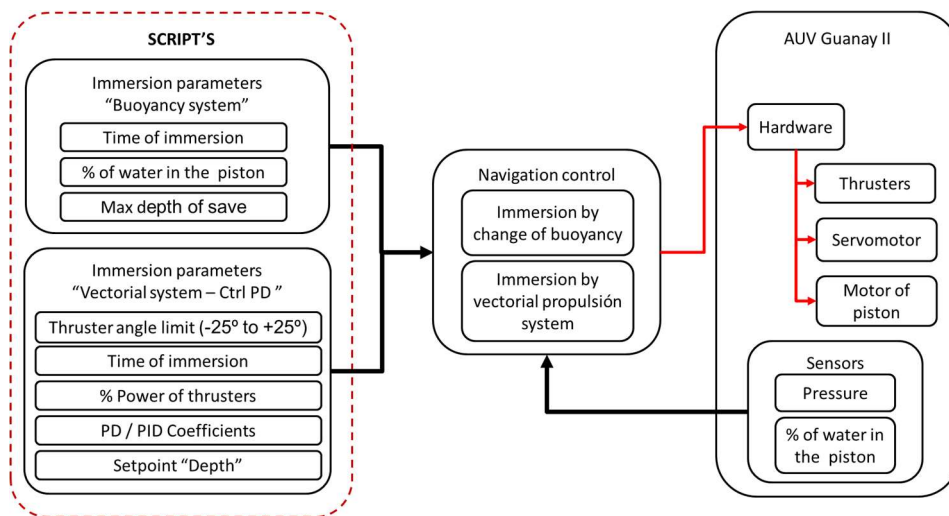 SCRIPT'S
Immersion parameters
“Buoyancy system”
Time of immersion
% of water in the piston
Max depth of save
Immersion parameters
“Vectorial system – Ctrl PD ”
Thruster angle limit (-25º to +25º)
Time of immersion
% Power of thrusters
PD / PID Coefficients
Setpoint “Depth”
Navigation control
Immersion by
change of buoyancy
Immersion by
vectorial propulsión
system
AUV Guanay II
Hardware
Thrusters
Servomotor
Motor of
piston
Sensors
Pressure
% of water in
the piston